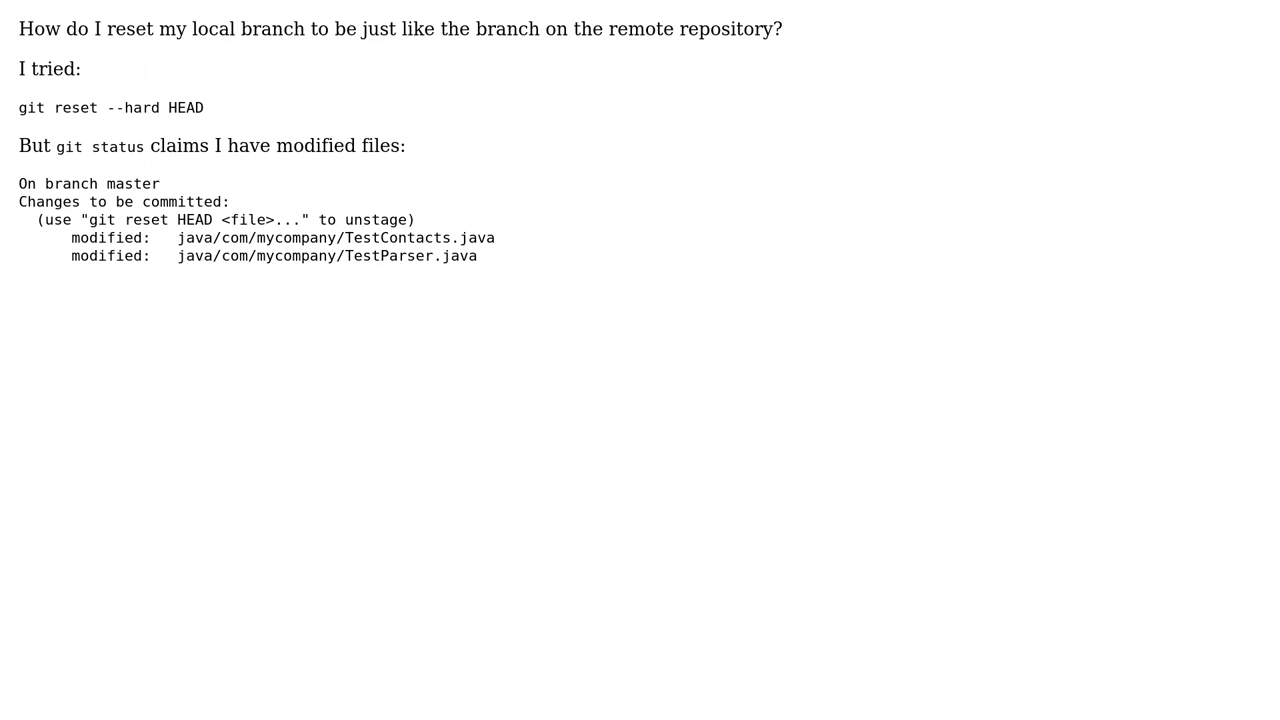 How do I reset my local branch to be just like the branch on the remote repository?
I tried:
git reset --hard HEAD
But git status claims I have modified files:
On branch master
Changes to be committed:
  (use "git reset HEAD <file>..." to unstage)
      modified:   java/com/mycompany/TestContacts.java
      modified:   java/com/mycompany/TestParser.java